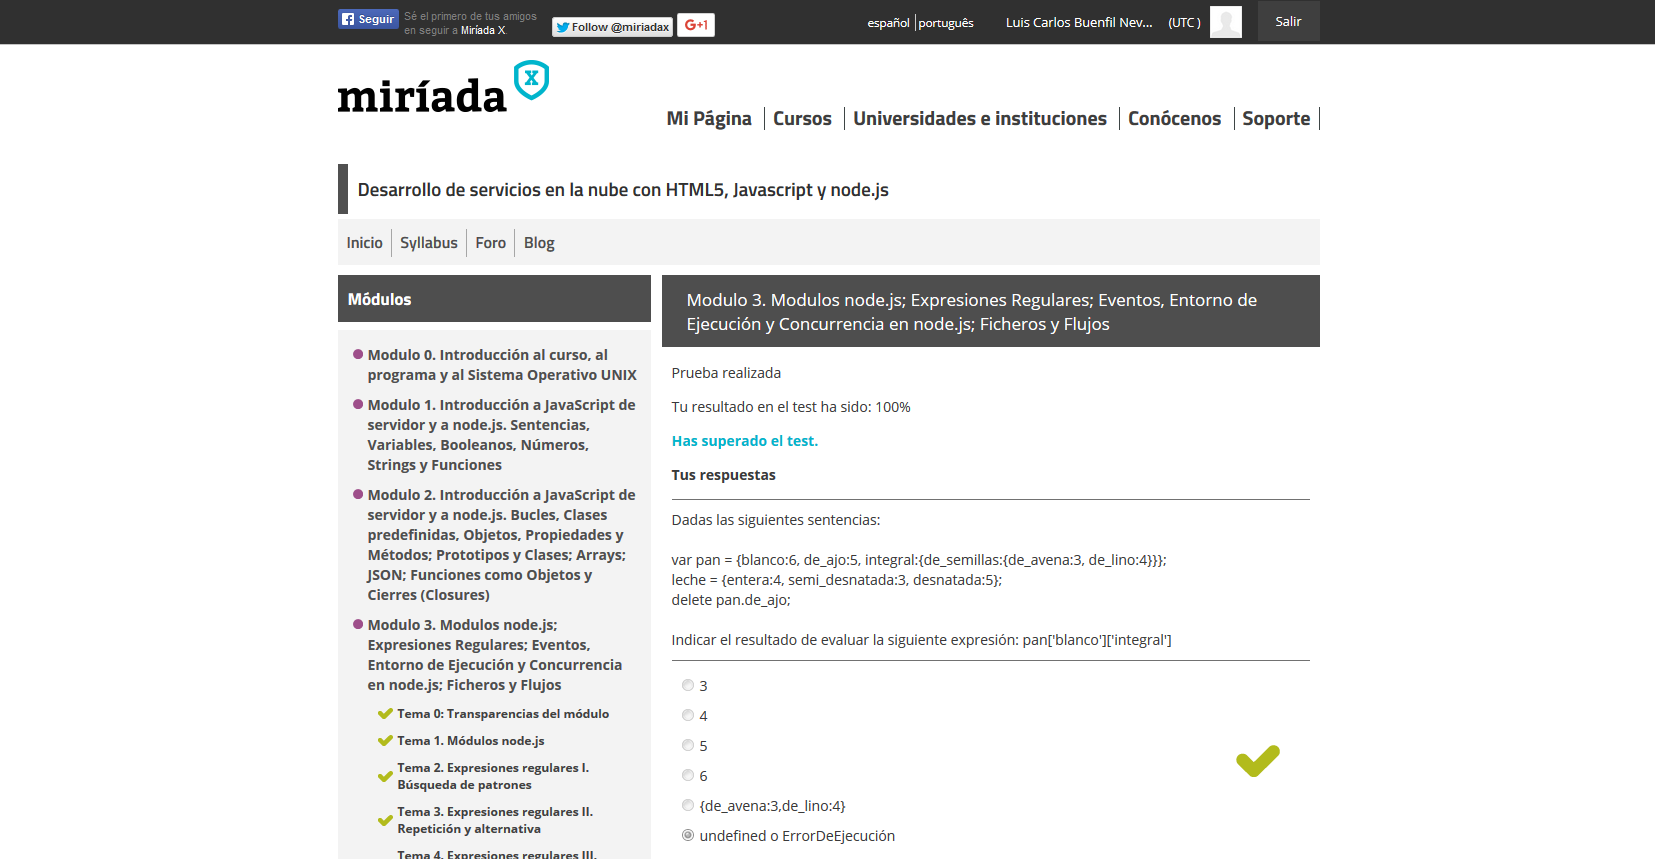 Seguir
Sé el primero de tus amigos
en seguir a Miríada X.
Follow @miriadax
G+1
español
português
Luis Carlos Buenfil Nev...
(UTC )
Salir
miríada X
Mi Página
Cursos
Universidades e instituciones
Conócenos
Soporte
Desarrollo de servicios en la nube con HTML5, Javascript y node.js
Inicio
Syllabus
Foro
Blog
Módulos
Modulo 0. Introducción al curso, al
programa y al Sistema Operativo UNIX
Modulo 1. Introducción a JavaScript de
servidor y a node.js. Sentencias,
Variables, Booleanos, Números,
Strings y Funciones
Modulo 2. Introducción a JavaScript de
servidor y a node.js. Bucles, Clases
predefinidas, Objetos, Propiedades y
Métodos; Prototipos y Clases; Arrays;
JSON; Funciones como Objetos y
Cierres (Closures)
Modulo 3. Modulos node.js;
Expresiones Regulares; Eventos,
Entorno de Ejecución y Concurrencia
en node.js; Ficheros y Flujos
Tema 0: Transparencias del módulo
Tema 1. Módulos node.js
Tema 2. Expresiones regulares I.
Búsqueda de patrones
Tema 3. Expresiones regulares II.
Repetición y alternativa
Tema 4. Expresiones regulares III.
Modulo 3. Modulos node.js; Expresiones Regulares; Eventos, Entorno de
Ejecución y Concurrencia en node.js; Ficheros y Flujos
Prueba realizada
Tu resultado en el test ha sido: 100%
Has superado el test.
Tus respuestas
Dadas las siguientes sentencias:
var pan = {blanco:6, de_ajo:5, integral:{de_semillas:{de_avena:3, de_lino:4}}};
leche = {entera:4, semi_desnatada:3, desnatada:5};
delete pan.de_ajo;
Indicar el resultado de evaluar la siguiente expresión: pan['blanco']['integral']
3
4
5
6
{de_avena:3,de_lino:4}
undefined o ErrorDeEjecución